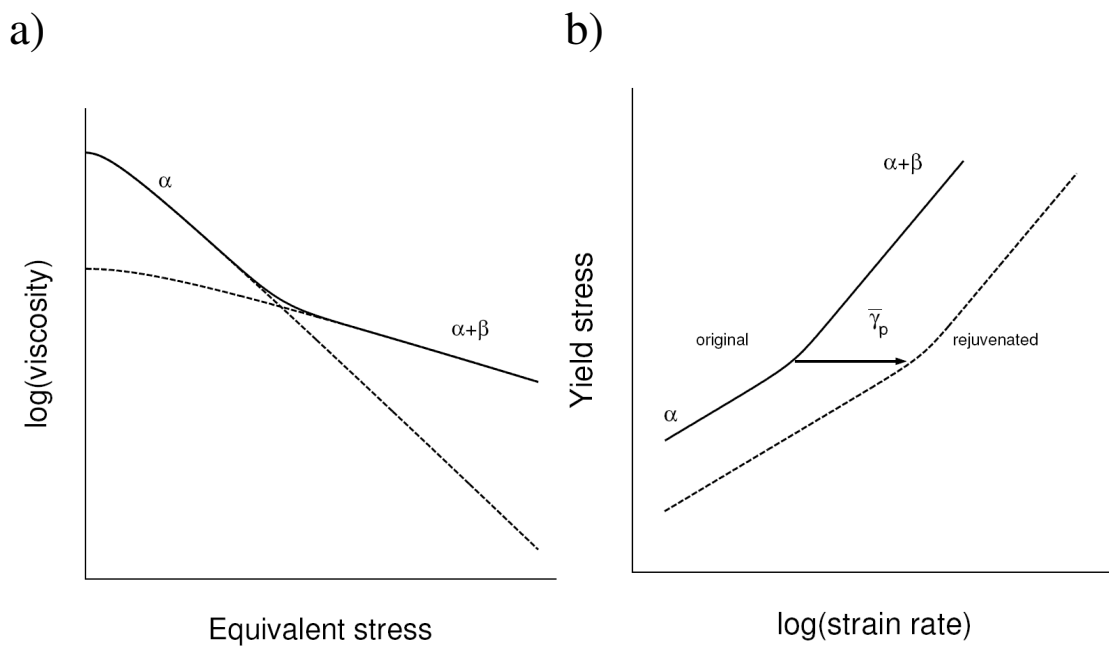 a)
α
α+β
log(viscosity)
Equivalent stress
b)
α+β
γ̄ₚ
original
rejuvenated
α
Yield stress
log(strain rate)